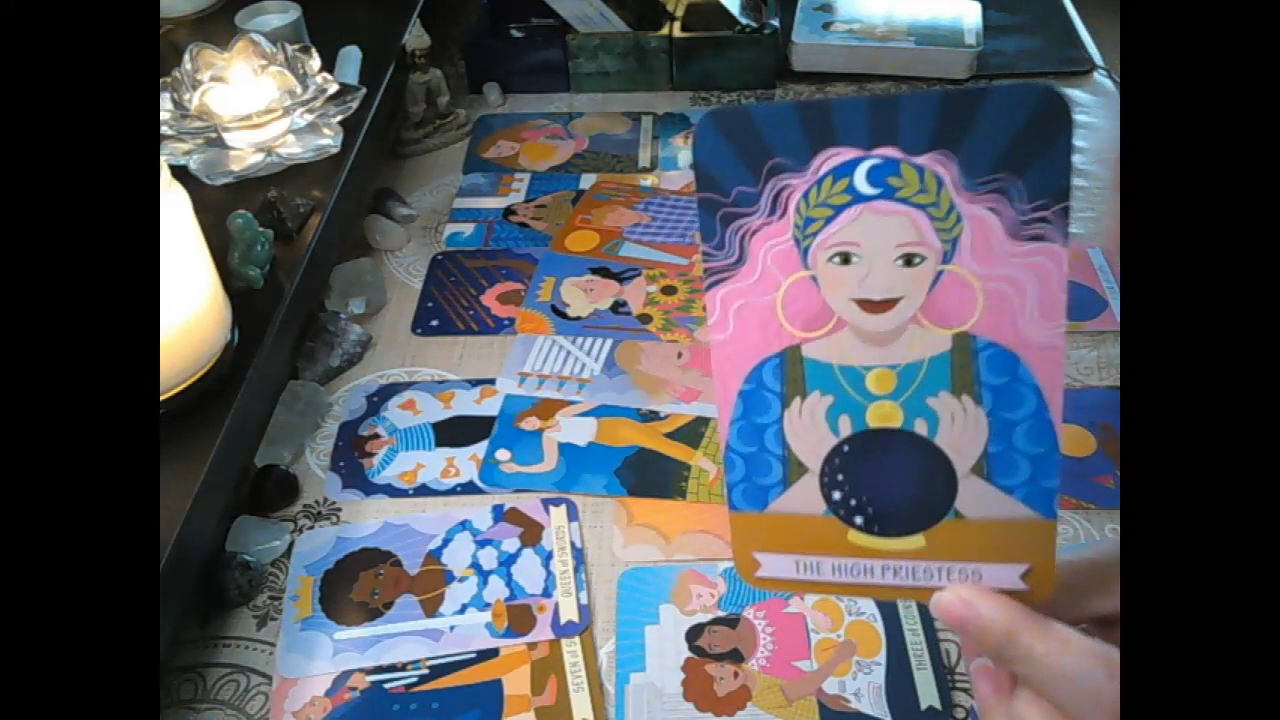 THE HIGH PRIESTESS
QUEEN of SWORDS
SEVEN of S
THREE of COINS